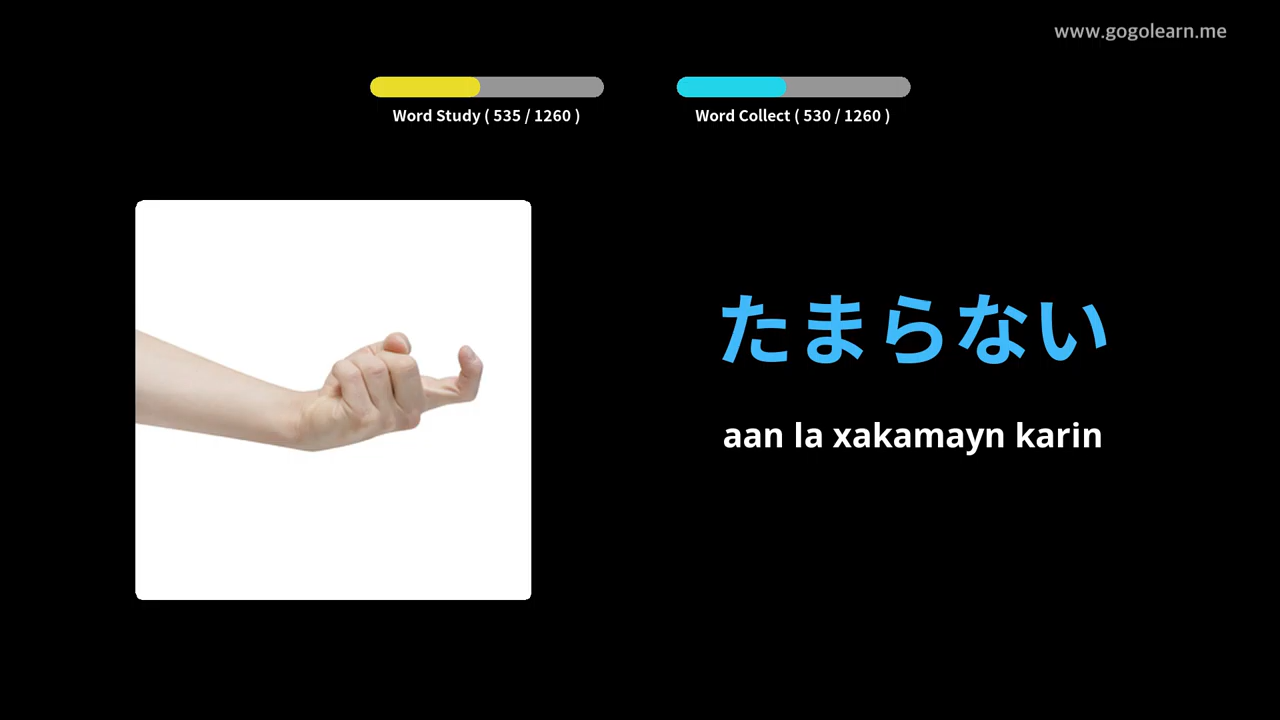 www.gogolearn.me
Word Study ( 535 / 1260 )
Word Collect ( 530 / 1260 )
たまらない
aan la xakamayn karin